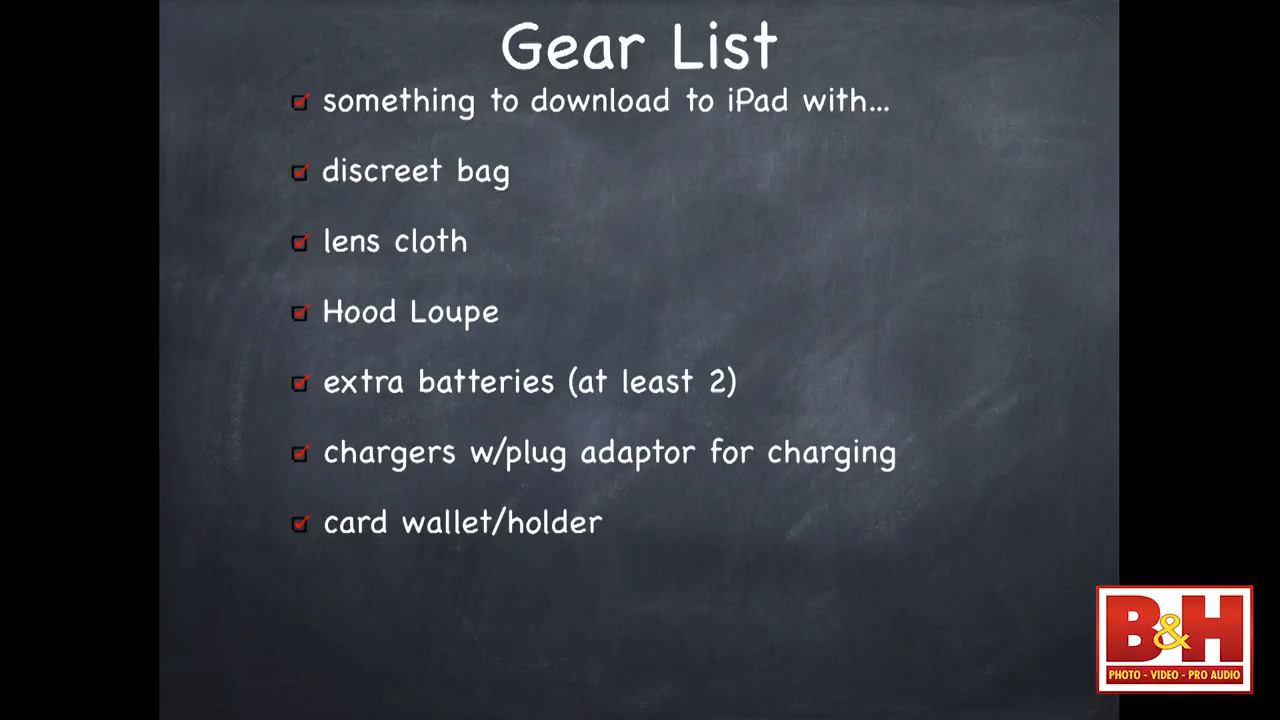 Gear List
something to download to iPad with...
discreet bag
lens cloth
Hood Loupe
extra batteries (at least 2)
chargers w/plug adaptor for charging
card wallet/holder
B&H
PHOTO - VIDEO - PRO AUDIO